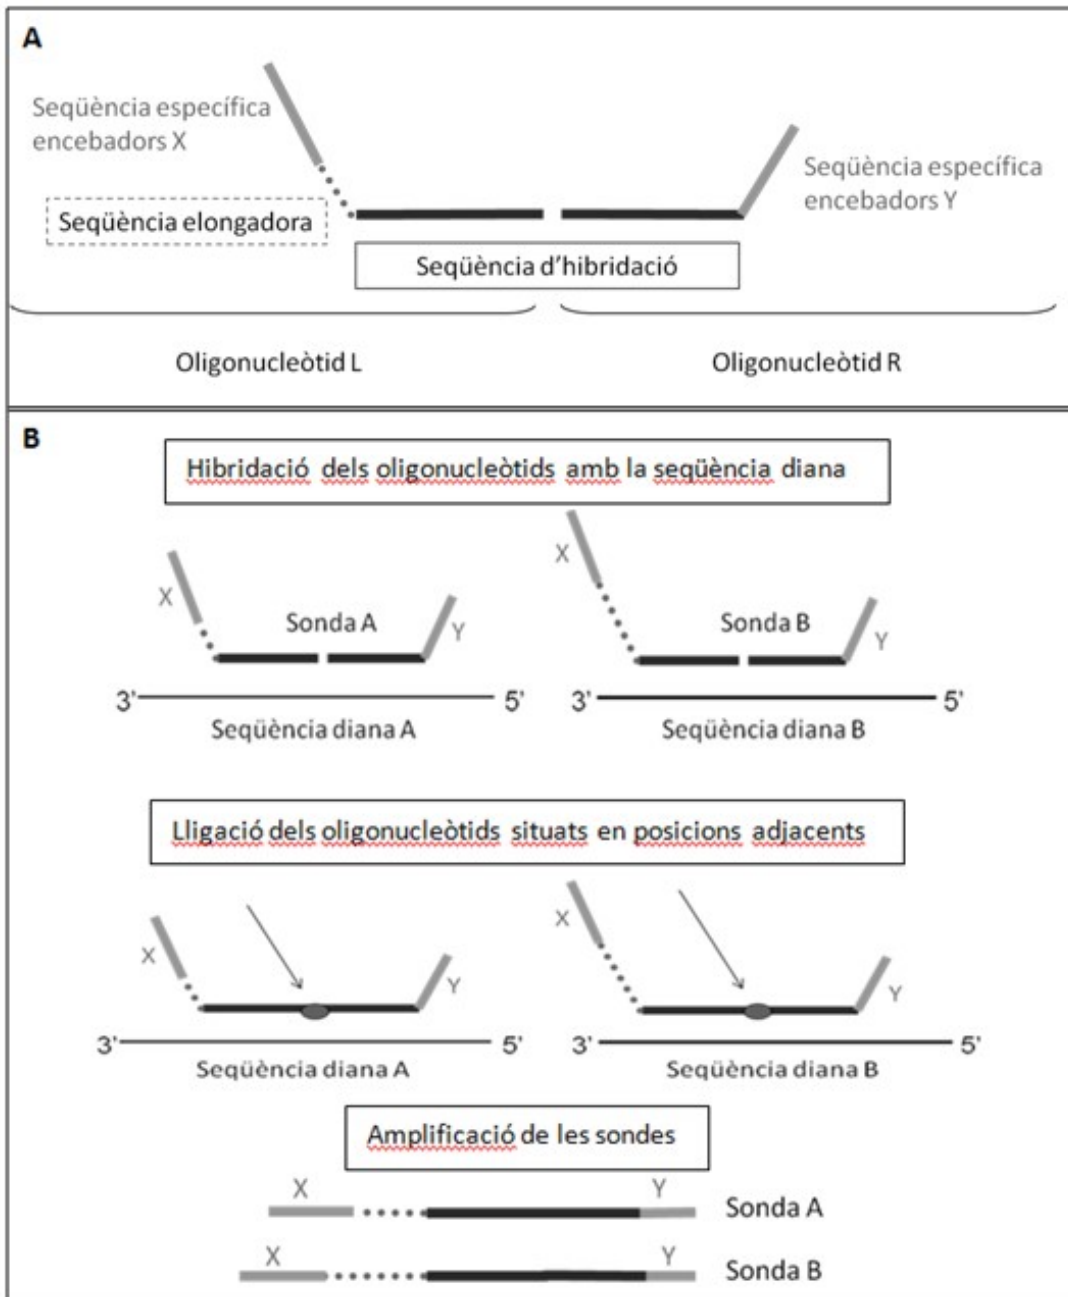 A
Seqüència específica
encebadors X
Seqüència específica
encebadors Y
Seqüència elongadora
Seqüència d'hibridació
Oligonucleòtid L
Oligonucleòtid R
B
Hibridació dels oligonucleòtids amb la seqüència diana
X
X
Sonda A
Y
Sonda B
Y
3'
5'
3'
5'
Seqüència diana A
Seqüència diana B
Lligació dels oligonucleòtids situats en posicions adjacents
X
X
Y
Y
3'
5'
3'
5'
Seqüència diana A
Seqüència diana B
Amplificació de les sondes
X
Y
Sonda A
X
Y
Sonda B